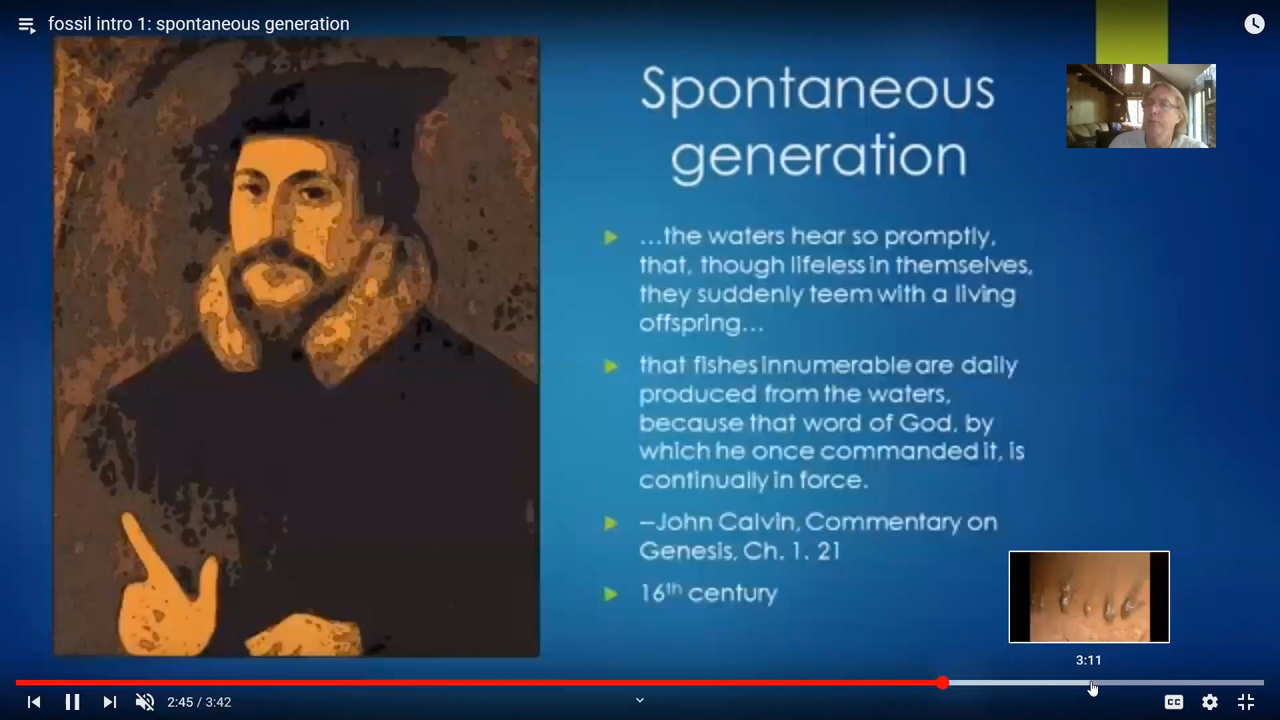 fossil intro 1: spontaneous generation
Spontaneous
generation
...the waters hear so promptly,
that, though lifeless in themselves,
they suddenly teem with a living
offspring...
that fishes innumerable are daily
produced from the waters,
because that word of God, by
which he once commanded it, is
continually in force.
–John Calvin, Commentary on
Genesis, Ch. 1. 21
16th century
3:11
2:45 / 3:42
CC